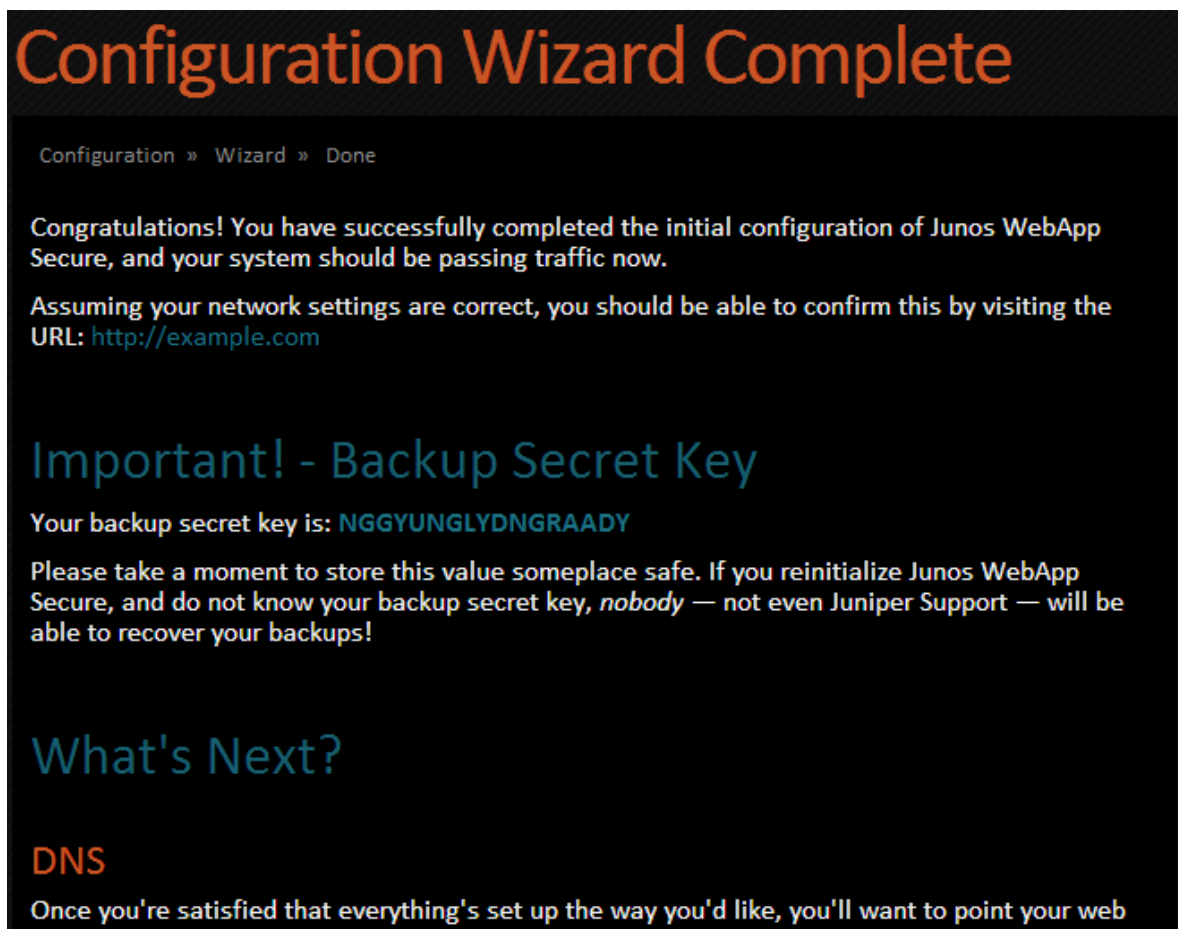 Configuration Wizard Complete
Configuration » Wizard » Done
Congratulations! You have successfully completed the initial configuration of Junos WebApp
Secure, and your system should be passing traffic now.
Assuming your network settings are correct, you should be able to confirm this by visiting the
URL: http://example.com
Important! - Backup Secret Key
Your backup secret key is: NGGYUNGLYDNGRAADY
Please take a moment to store this value someplace safe. If you reinitialize Junos WebApp
Secure, and do not know your backup secret key, nobody — not even Juniper Support — will be
able to recover your backups!
What's Next?
DNS
Once you're satisfied that everything's set up the way you'd like, you'll want to point your web